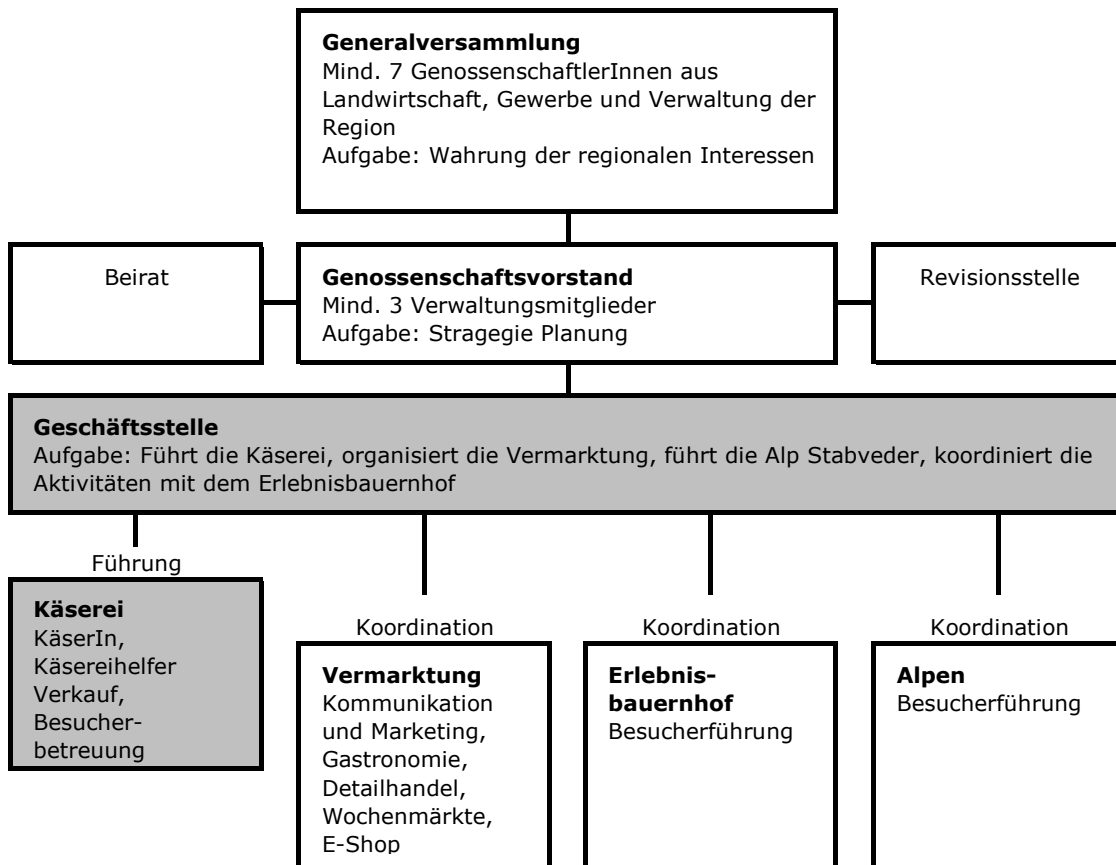 Generalversammlung
Mind. 7 GenossenschaftlerInnen aus
Landwirtschaft, Gewerbe und Verwaltung der
Region
Aufgabe: Wahrung der regionalen Interessen
Beirat
Genossenschaftsvorstand
Mind. 3 Verwaltungsmitglieder
Aufgabe: Stragegie Planung
Revisionsstelle
Geschäftsstelle
Aufgabe: Führt die Käserei, organisiert die Vermarktung, führt die Alp Stabveder, koordiniert die
Aktivitäten mit dem Erlebnisbauernhof
Führung
Käserei
KäserIn,
Käsereihelfer
Verkauf,
Besucher-
betreuung
Koordination
Vermarktung
Kommunikation
und Marketing,
Gastronomie,
Detailhandel,
Wochenmärkte,
E-Shop
Koordination
Erlebnis-
bauernhof
Besucherführung
Koordination
Alpen
Besucherführung